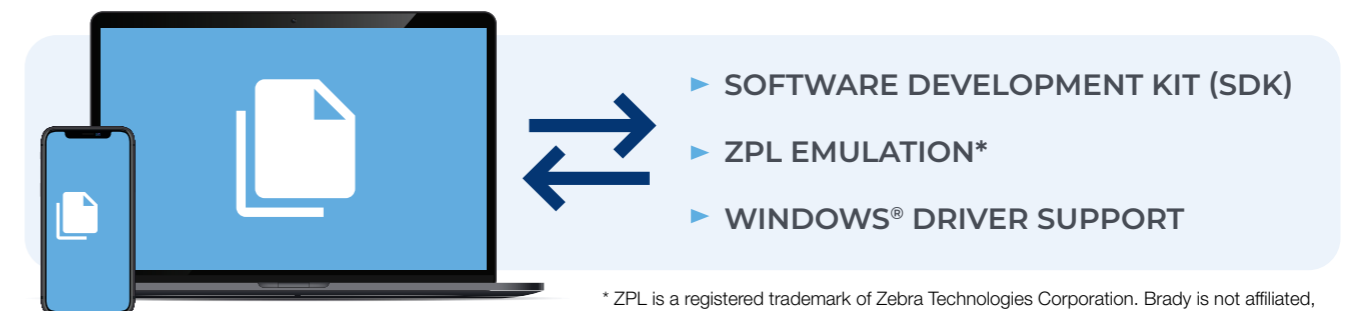 SOFTWARE DEVELOPMENT KIT (SDK)
ZPL EMULATION*
WINDOWS® DRIVER SUPPORT
* ZPL is a registered trademark of Zebra Technologies Corporation. Brady is not affiliated,